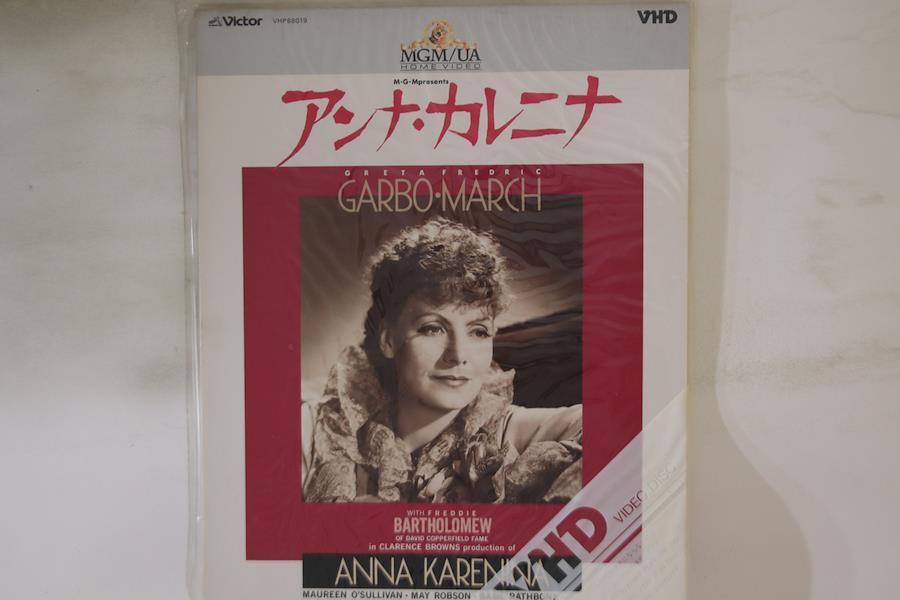 Victor VHP68019
VHD
MGM/UA
HOME VIDEO
M-G-M presents
アンナ・カレニナ
GRETA FREDRIC
GARBO·MARCH
WITH FREDDIE
BARTHOLOMEW
OF DAVID COPPERFIELD FAME
in CLARENCE BROWNS production of
ANNA KARENINA
MAUREEN O'SULLIVAN · MAY ROBSON · BASIL RATHBONE
VHD VIDEO DISC